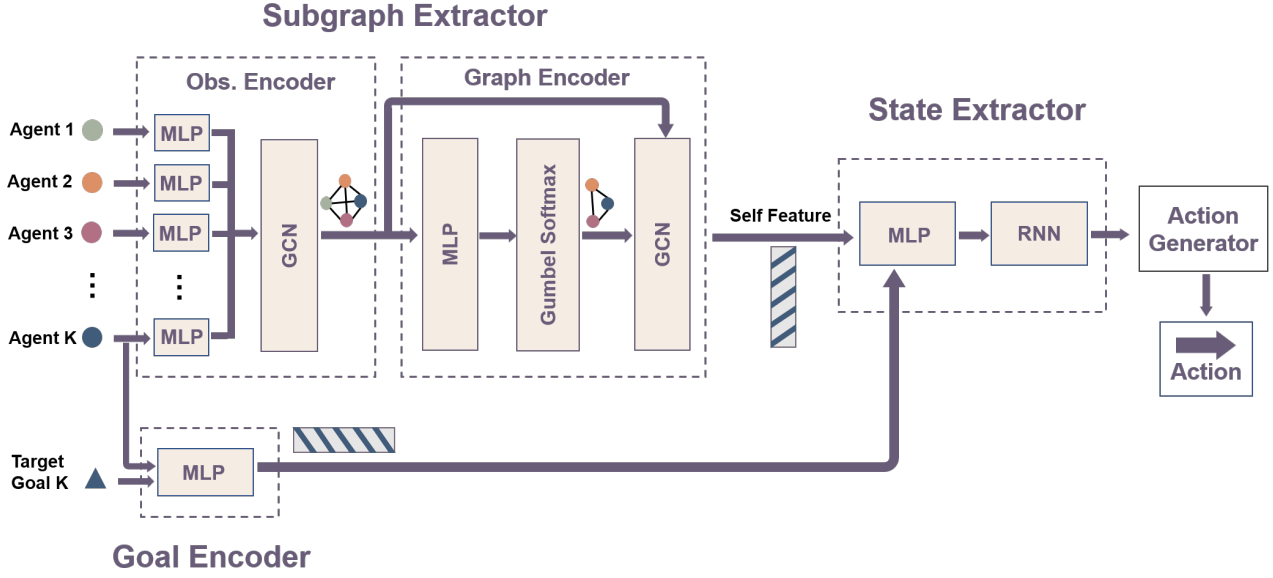 Subgraph Extractor
Obs. Encoder
Graph Encoder
State Extractor
Agent 1
MLP
Agent 2
MLP
Agent 3
MLP
⋮
⋮
Agent K
MLP
GCN
MLP
Gumbel Softmax
GCN
Self Feature
MLP
RNN
Action
Generator
Action
Target
Goal K
MLP
Goal Encoder